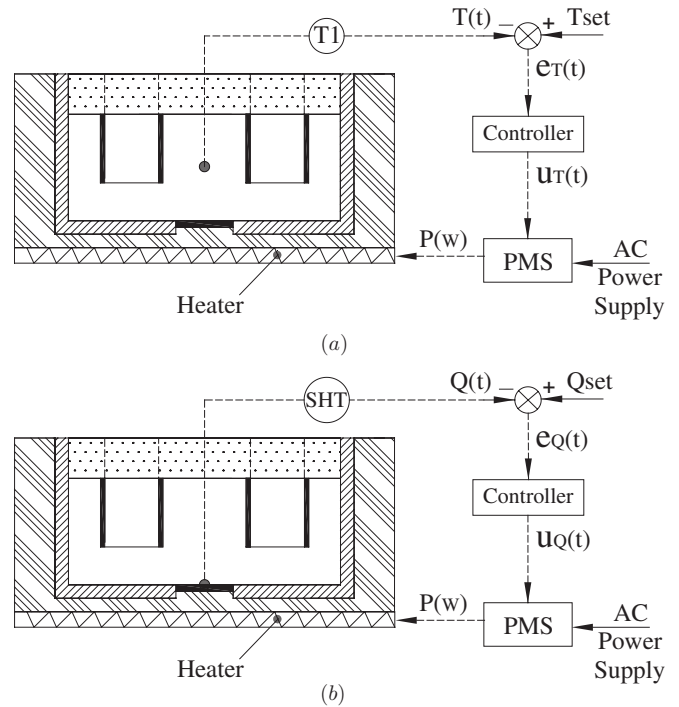 T1
T(t)
−
+
Tset
eT(t)
Controller
uT(t)
P(w)
PMS
AC
Power
Supply
Heater
(a)
SHT
Q(t)
−
+
Qset
eQ(t)
Controller
uQ(t)
P(w)
PMS
AC
Power
Supply
Heater
(b)